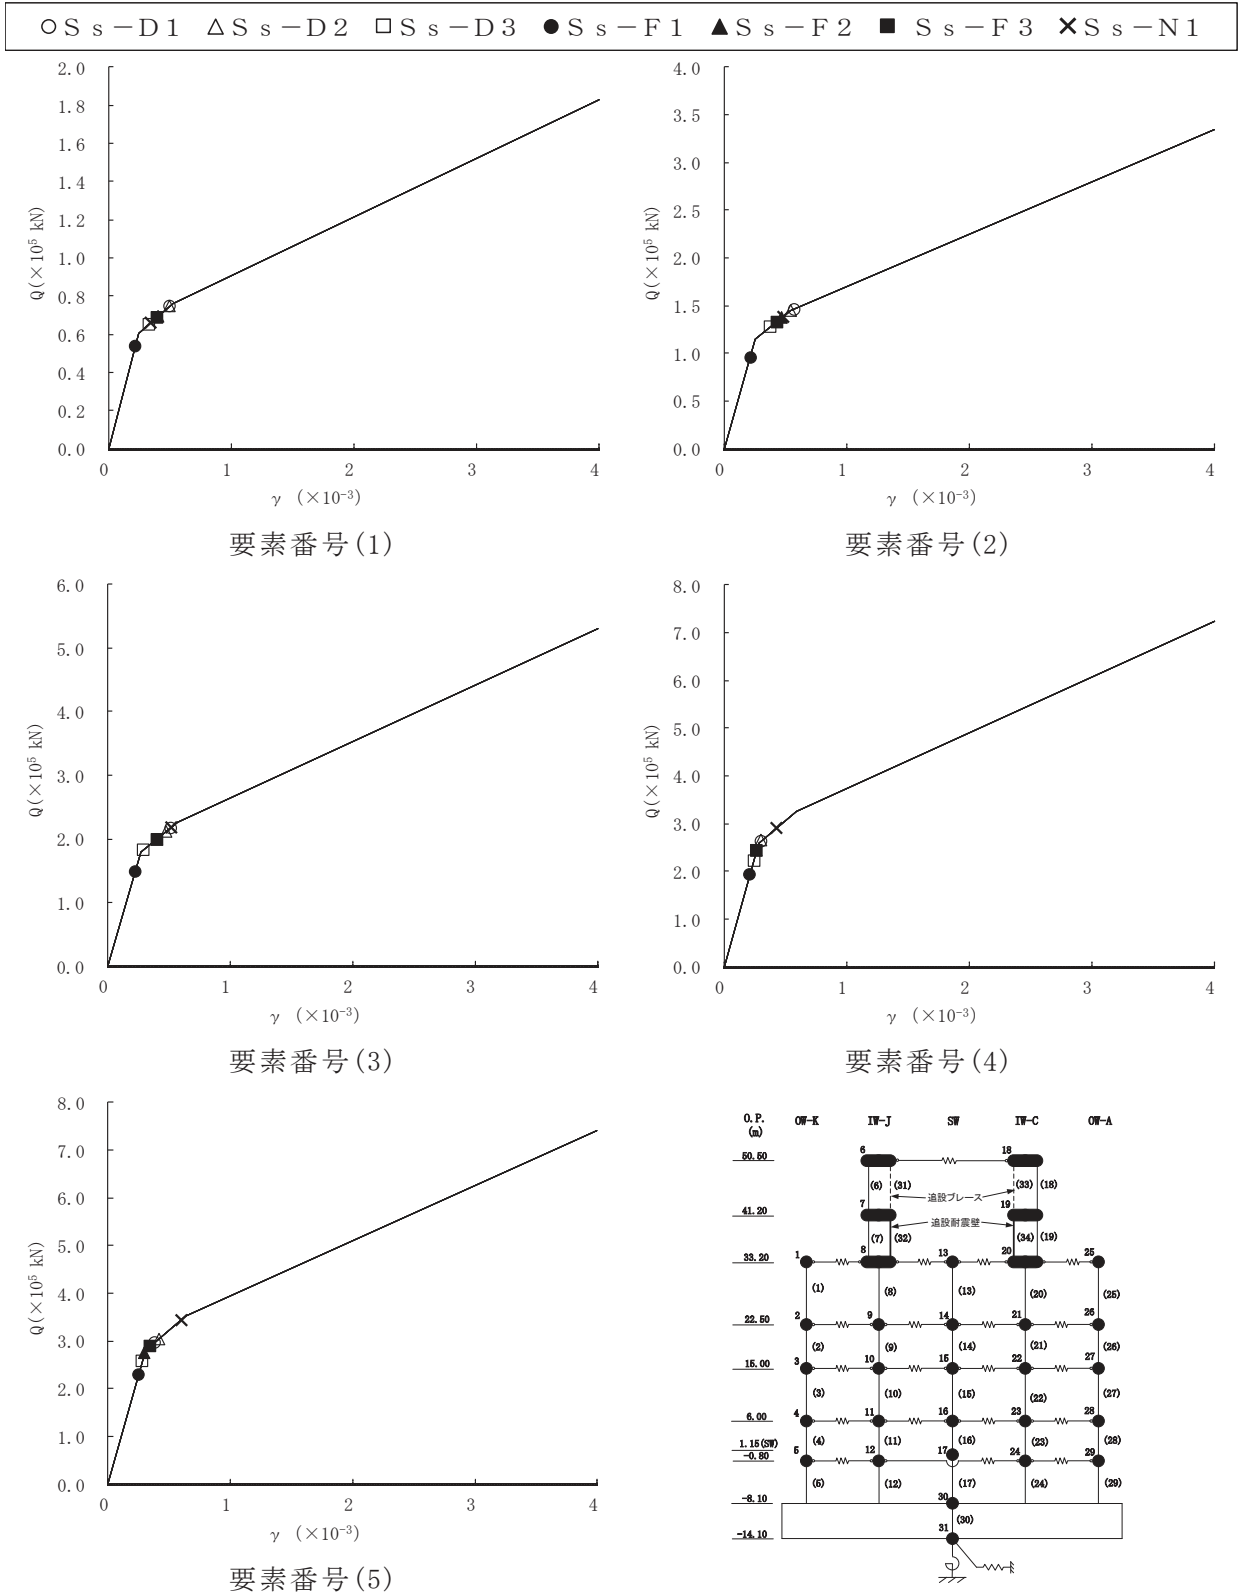 ○Ｓｓ－Ｄ１ △Ｓｓ－Ｄ２ □Ｓｓ－Ｄ３ ●Ｓｓ－Ｆ１ ▲Ｓｓ－Ｆ２ ■Ｓｓ－Ｆ３ ×Ｓｓ－Ｎ１
2.0
1.8
1.6
1.4
1.2
1.0
0.8
0.6
0.4
0.2
0.0
Q(×10⁵ kN)
0 1 2 3 4
γ (×10⁻³)
要素番号(1)
4.0
3.5
3.0
2.5
2.0
1.5
1.0
0.5
0.0
Q(×10⁵ kN)
0 1 2 3 4
γ (×10⁻³)
要素番号(2)
6.0
5.0
4.0
3.0
2.0
1.0
0.0
Q(×10⁵ kN)
0 1 2 3 4
γ (×10⁻³)
要素番号(3)
8.0
7.0
6.0
5.0
4.0
3.0
2.0
1.0
0.0
Q(×10⁵ kN)
0 1 2 3 4
γ (×10⁻³)
要素番号(4)
8.0
7.0
6.0
5.0
4.0
3.0
2.0
1.0
0.0
Q(×10⁵ kN)
0 1 2 3 4
γ (×10⁻³)
要素番号(5)
O.P. OW-K IW-J SW IW-C OW-A
(m)
6 18
50.50
(6) (31) (33) (18)
追設ブレース
7 19
41.20
追設耐震壁
(7) (32) (34) (19)
1 8 13 20 25
33.20
(1) (8) (13) (20) (25)
2 9 14 21 26
22.50
(2) (9) (14) (21) (26)
3 10 15 22 27
15.00
(3) (10) (15) (22) (27)
4 11 16 23 28
6.00
(4) (11) (16) (23) (28)
1.15(SW)
5 12 17 24 29
-0.80
(5) (12) (17) (24) (29)
30
-8.10
(30)
31
-14.10